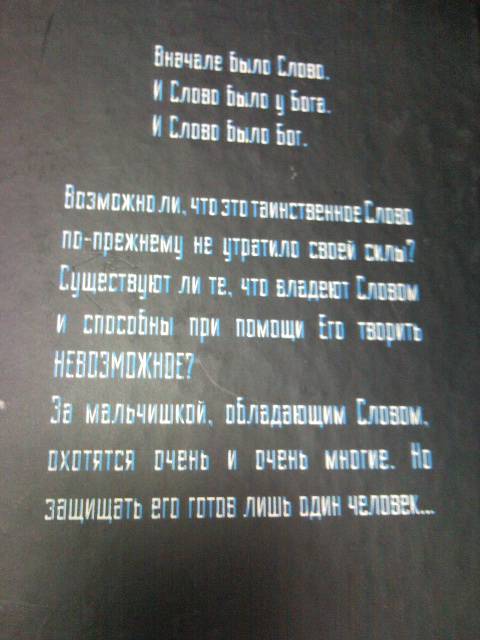 Вначале было Слово.
И Слово было у Бога.
И Слово было Бог.
Возможно ли, что это таинственное Слово
по-прежнему не утратило своей силы?
Существуют ли те, что владеют Словом
и способны при помощи Его творить
НЕВОЗМОЖНОЕ?
За мальчишкой, обладающим Словом,
охотятся очень и очень многие. Но
защищать его готов лишь один человек...